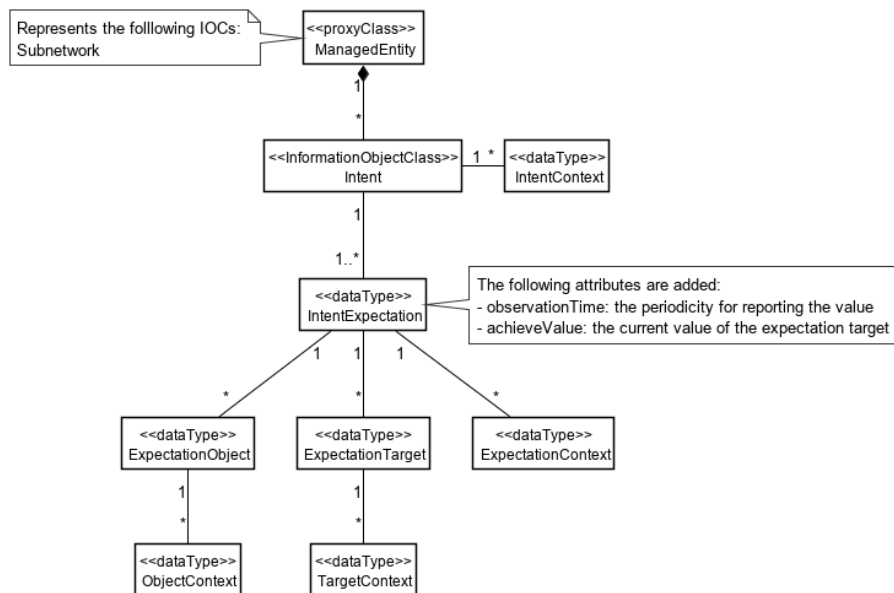 Represents the folllowing IOCs:
Subnetwork
<<proxyClass>>
ManagedEntity
1
*
<<InformationObjectClass>>
Intent
1 *
<<dataType>>
IntentContext
1
1..*
<<dataType>>
IntentExpectation
The following attributes are added:
- observationTime: the periodicity for reporting the value
- achieveValue: the current value of the expectation target
1
1
1
*
*
*
<<dataType>>
ExpectationObject
<<dataType>>
ExpectationTarget
<<dataType>>
ExpectationContext
1
*
1
*
<<dataType>>
ObjectContext
<<dataType>>
TargetContext